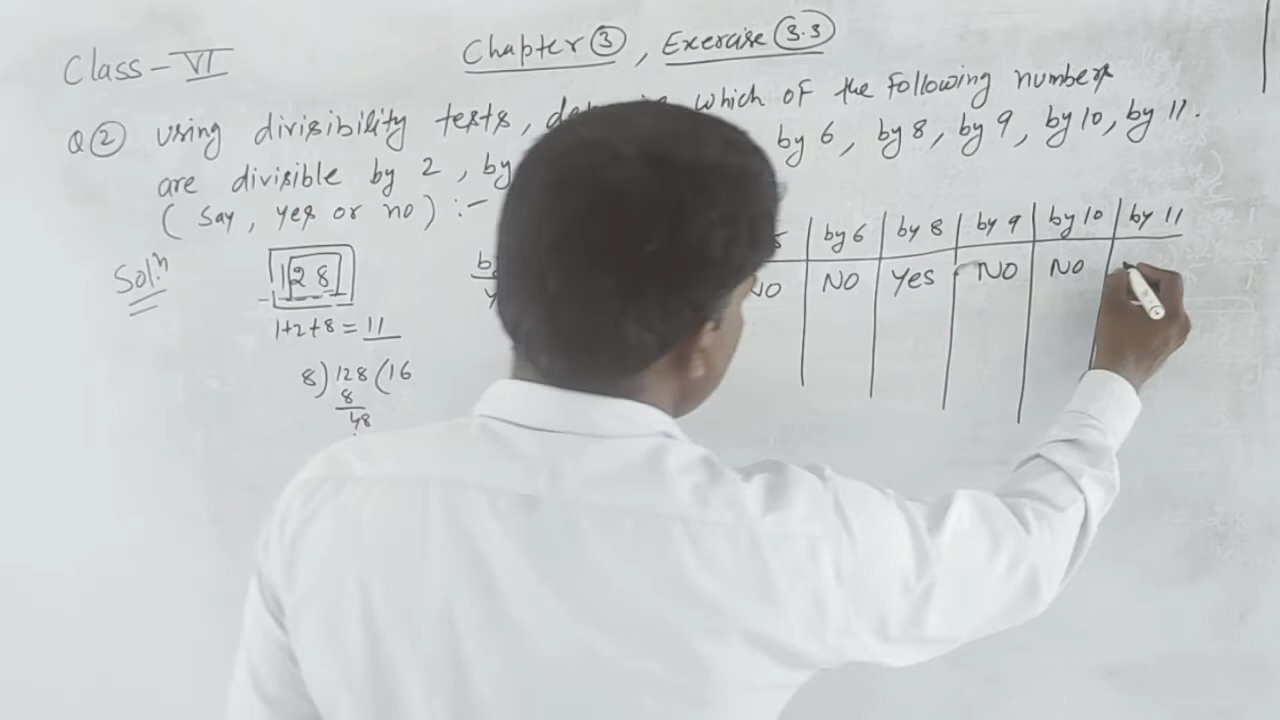 Class - VI
Chapter 3, Exercise 3.3
Q 2 using divisibility tests, which of the following numbers
are divisible by 2, by by 6, by 8, by 9, by 10, by 11.
( say, yes or no ) :-
by 6 by 8 by 9 by 10 by 11
Sol.n 128 NO NO Yes NO NO
1+2+8 = 11
8)128(16
8
48